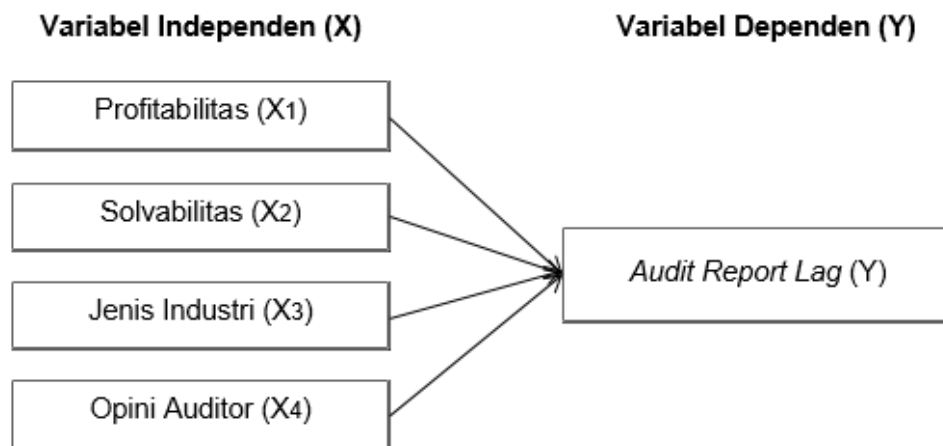 Variabel Independen (X)
Variabel Dependen (Y)
Profitabilitas (X1)
Solvabilitas (X2)
Audit Report Lag (Y)
Jenis Industri (X3)
Opini Auditor (X4)